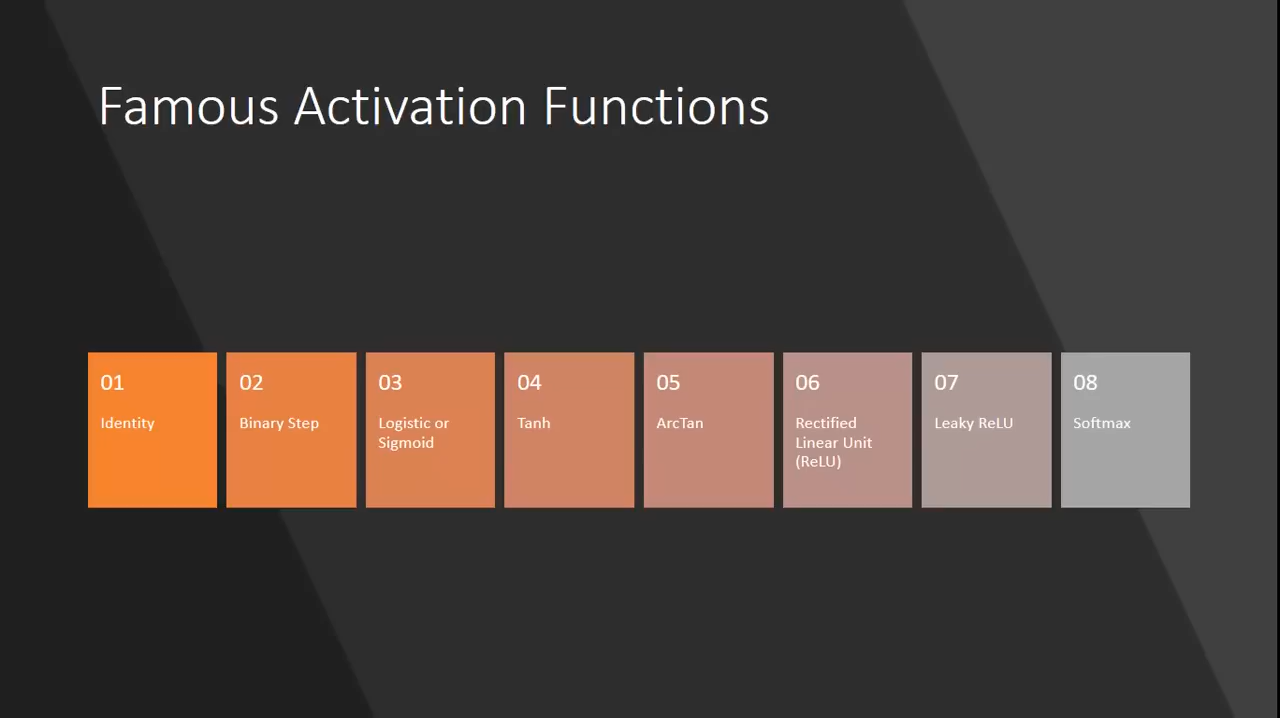 Famous Activation Functions
01
Identity
02
Binary Step
03
Logistic or
Sigmoid
04
Tanh
05
ArcTan
06
Rectified
Linear Unit
(ReLU)
07
Leaky ReLU
08
Softmax